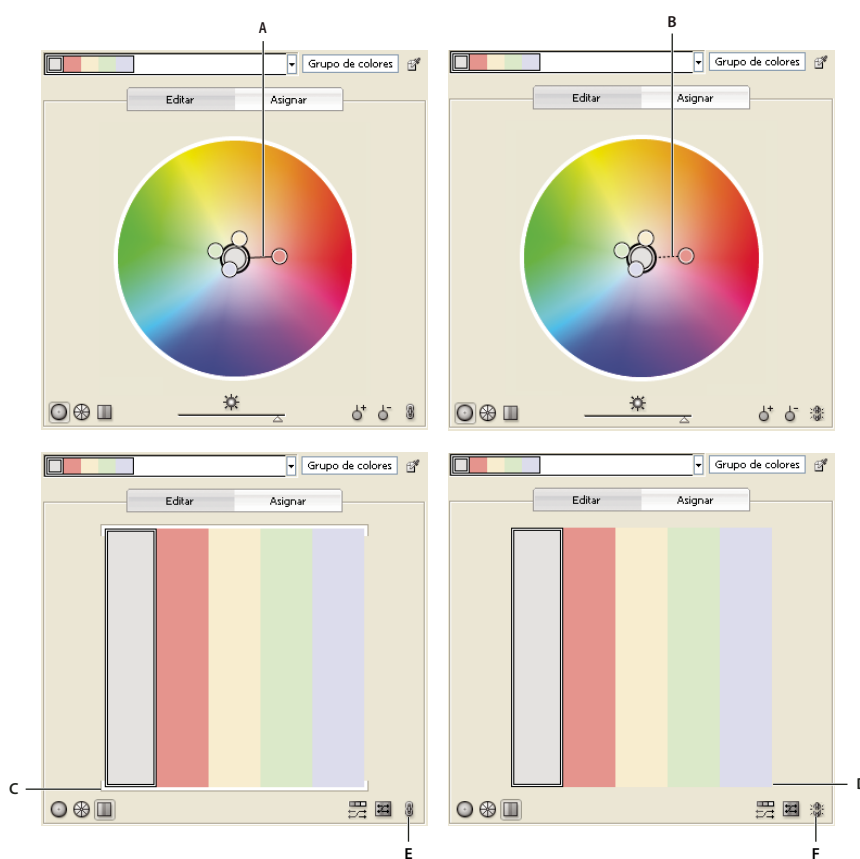 A
B
Grupo de colores
Grupo de colores
Editar Asignar
Editar Asignar
Grupo de colores
Grupo de colores
Editar Asignar
Editar Asignar
C
D
E
F